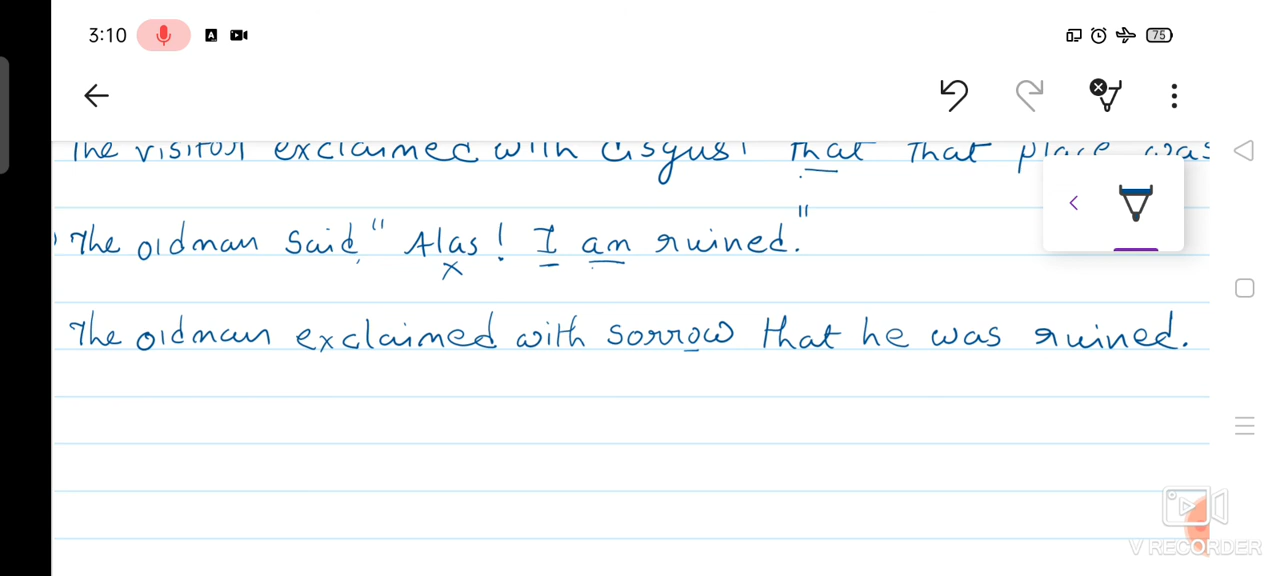 3:10 A 75
The visitor exclaimed with disgust that that place was
) The oldman said, " Alas! I am ruined."
The oldman exclaimed with sorrow that he was ruined.
V RECORDER